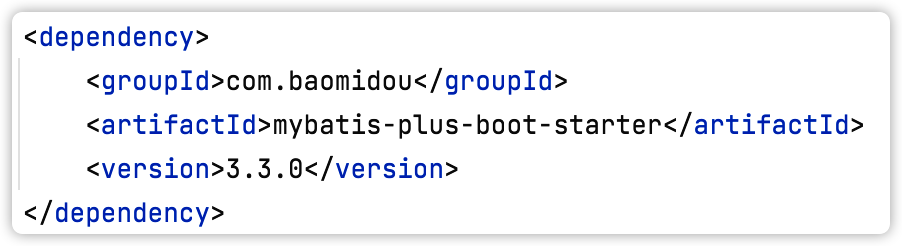 <dependency>
    <groupId>com.baomidou</groupId>
    <artifactId>mybatis-plus-boot-starter</artifactId>
    <version>3.3.0</version>
</dependency>